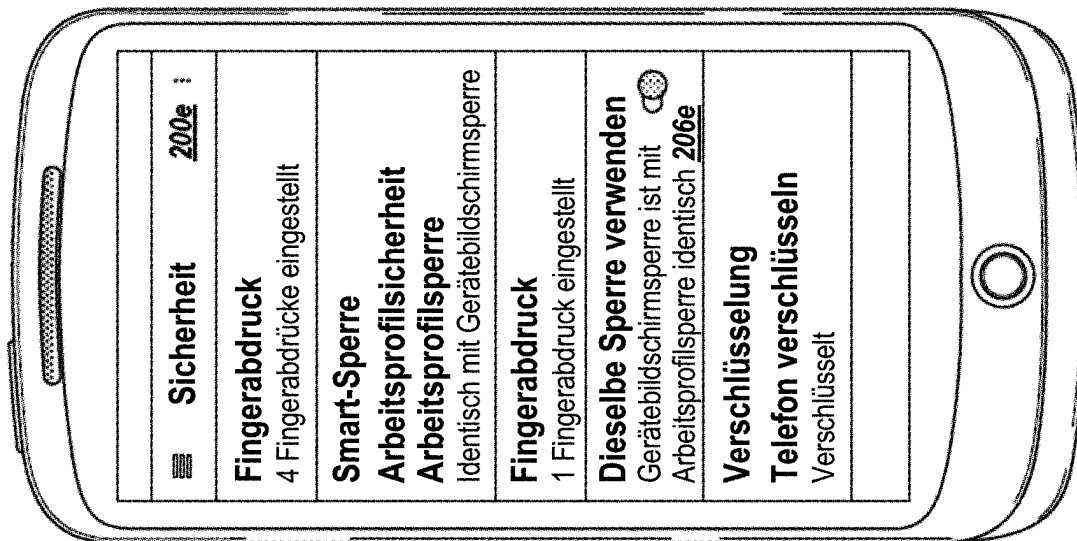 Sicherheit 200e
Fingerabdruck
4 Fingerabdrücke eingestellt
Smart-Sperre
Arbeitsprofilsicherheit
Arbeitsprofilsperre
Identisch mit Gerätebildschirmsperre
Fingerabdruck
1 Fingerabdruck eingestellt
Dieselbe Sperre verwenden
Gerätebildschirmsperre ist mit
Arbeitsprofilsperre identisch 206e
Verschlüsselung
Telefon verschlüsseln
Verschlüsselt